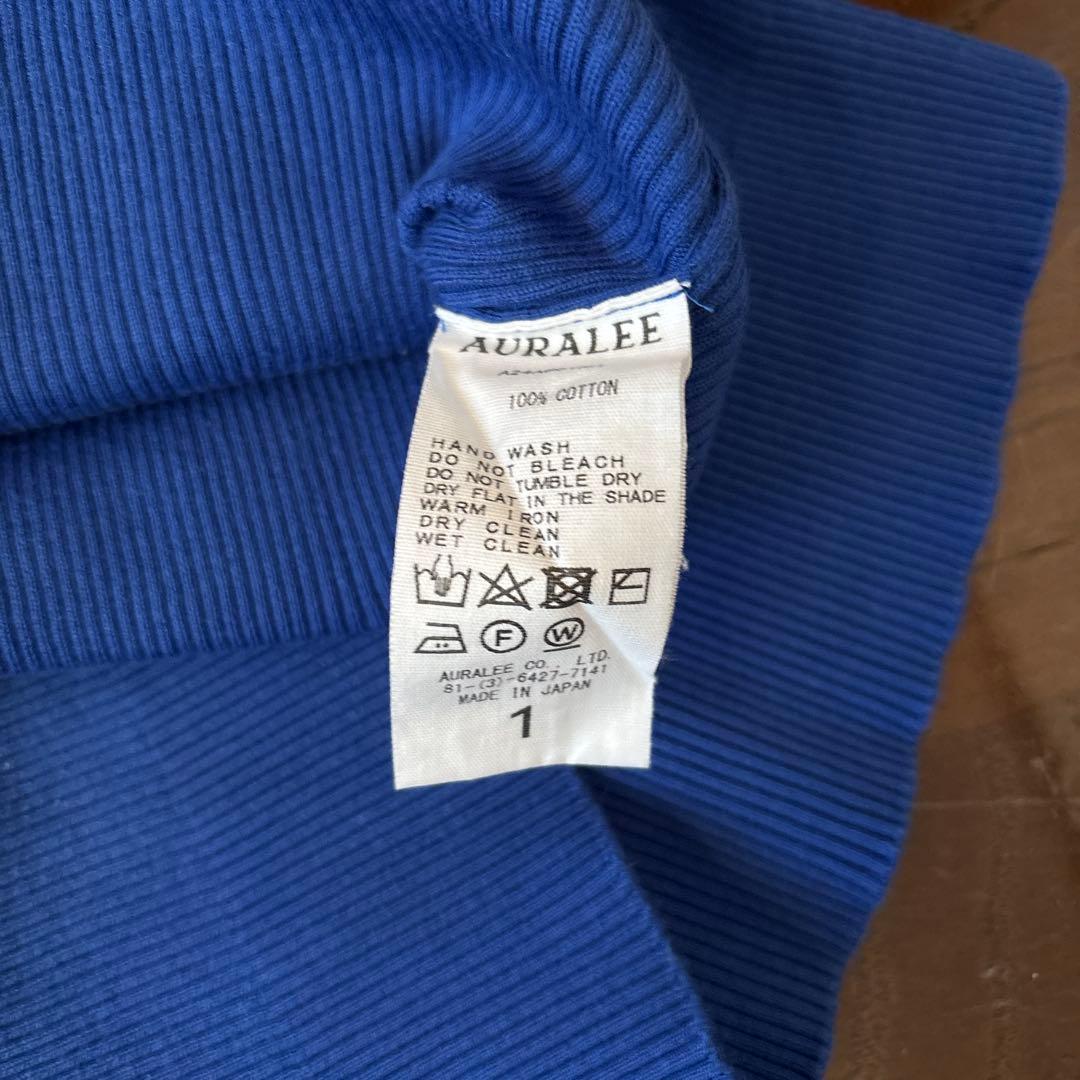 AURALEE
100% COTTON
HAND WASH
DO NOT BLEACH
DO NOT TUMBLE DRY
DRY FLAT IN THE SHADE
WARM IRON
DRY CLEAN
WET CLEAN
F W
AURALEE CO., LTD.
81-(3)-6427-7141
MADE IN JAPAN
1